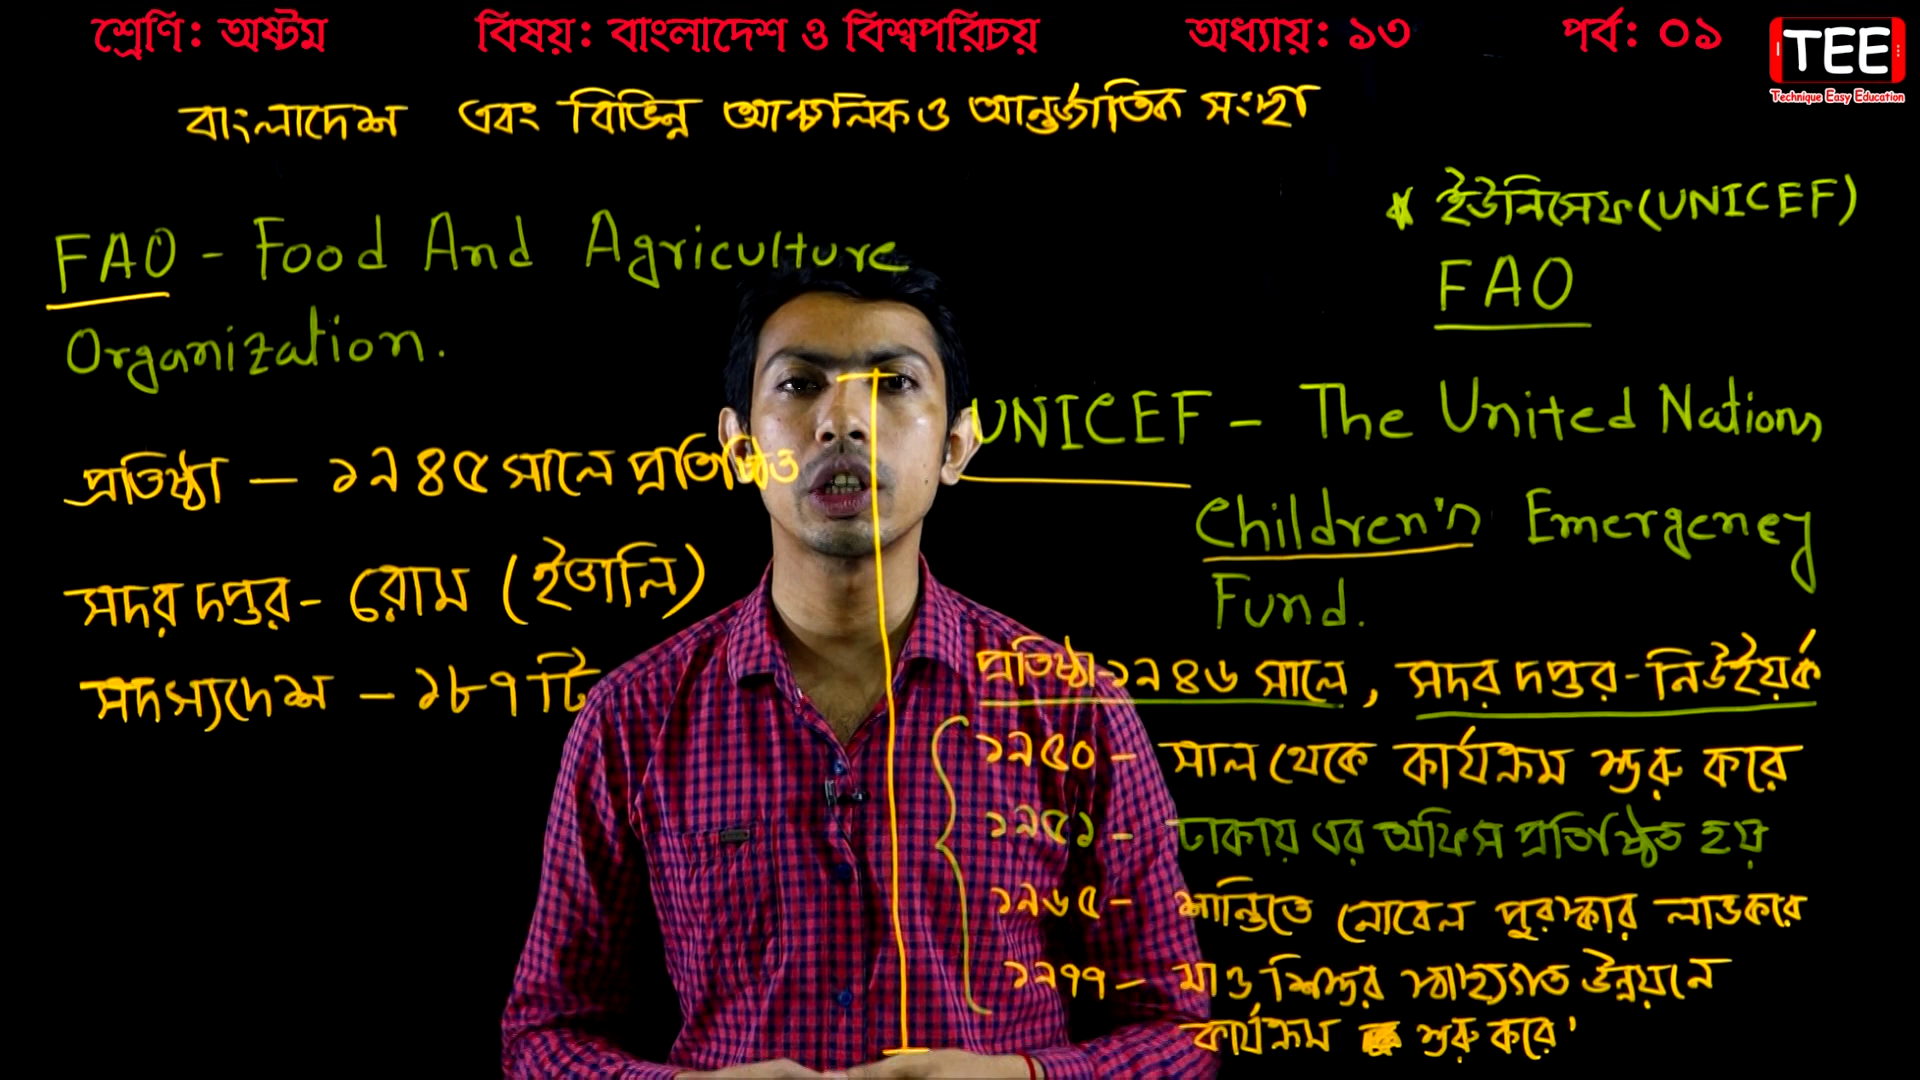 শ্রেণি: অষ্টম বিষয়: বাংলাদেশ ও বিশ্বপরিচয় অধ্যায়: ১৩ পর্ব: ০১
TEE
Technique Easy Education
বাংলাদেশ এবং বিভিন্ন আঞ্চলিক ও আন্তর্জাতিক সংস্থা
FAO - Food And Agriculture
Organization.
প্রতিষ্ঠা – ১৯৪৫ সালে প্রতিষ্ঠিত
সদর দপ্তর - রোম (ইতালি)
সদস্যদেশ – ১৮৭টি
* ইউনিসেফ (UNICEF)
FAO
UNICEF – The United Nations
Children's Emergency
Fund.
প্রতিষ্ঠা-১৯৪৬ সালে, সদর দপ্তর - নিউইয়র্ক
১৯৫০ – সাল থেকে কার্যক্রম শুরু করে
১৯৫১ – ঢাকায় এর অফিস প্রতিষ্ঠিত হয়
১৯৬৫ – শান্তিতে নোবেল পুরস্কার লাভ করে
১৯৭৭ – মা ও শিশুর স্বাস্থ্যগত উন্নয়নে
কার্যক্রম শুরু করে।